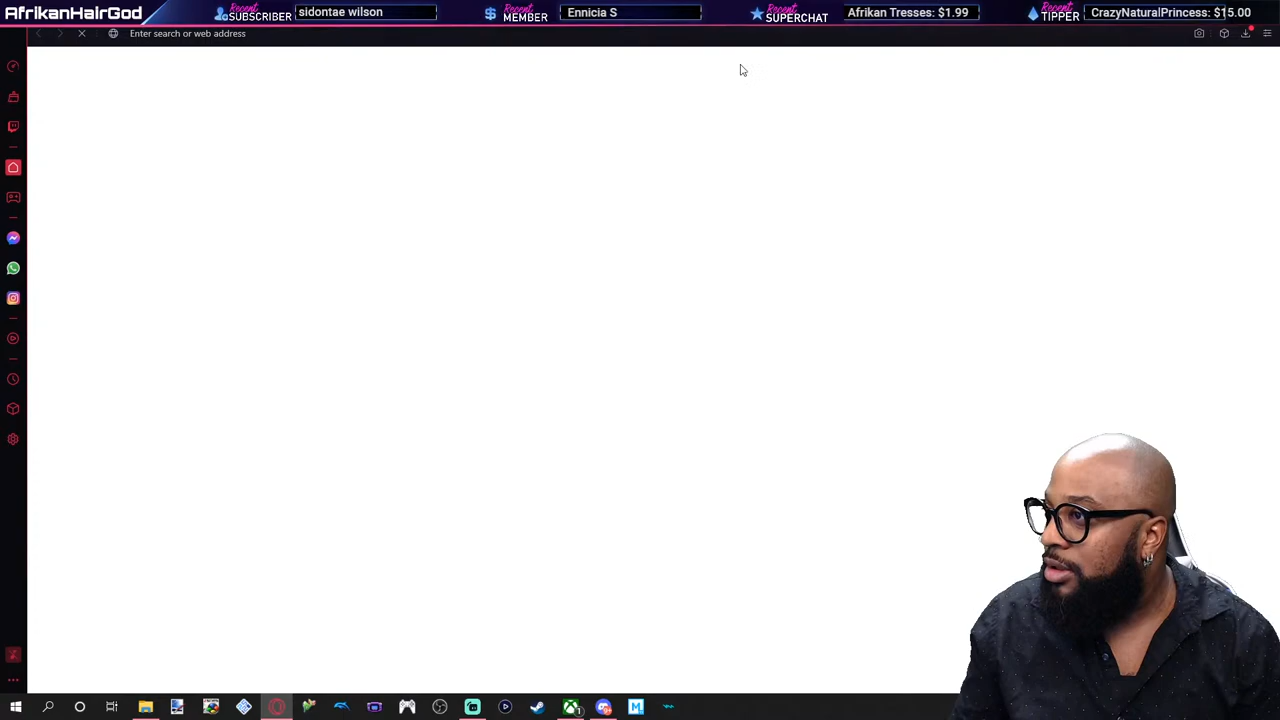 AfrikanHairGod
Recent SUBSCRIBER sidontae wilson
Recent MEMBER Ennicia S
Recent SUPERCHAT Afrikan Tresses: $1.99
Recent TIPPER CrazyNaturalPrincess: $15.00
Enter search or web address